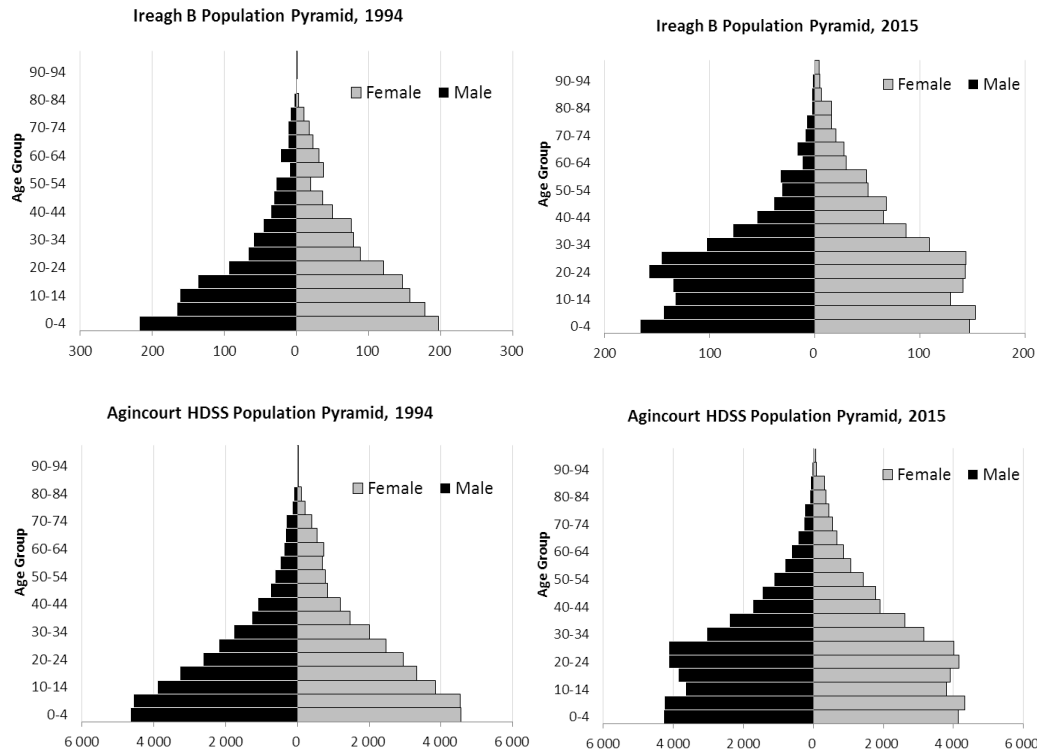 Ireagh B Population Pyramid, 1994
Female Male
Age Group
90-94
80-84
70-74
60-64
50-54
40-44
30-34
20-24
10-14
0-4
300 200 100 0 100 200 300
Ireagh B Population Pyramid, 2015
Female Male
Age Group
90-94
80-84
70-74
60-64
50-54
40-44
30-34
20-24
10-14
0-4
200 100 0 100 200
Agincourt HDSS Population Pyramid, 1994
Female Male
Age Group
90-94
80-84
70-74
60-64
50-54
40-44
30-34
20-24
10-14
0-4
6 000 4 000 2 000 0 2 000 4 000 6 000
Agincourt HDSS Population Pyramid, 2015
Female Male
Age Group
90-94
80-84
70-74
60-64
50-54
40-44
30-34
20-24
10-14
0-4
6 000 4 000 2 000 0 2 000 4 000 6 000